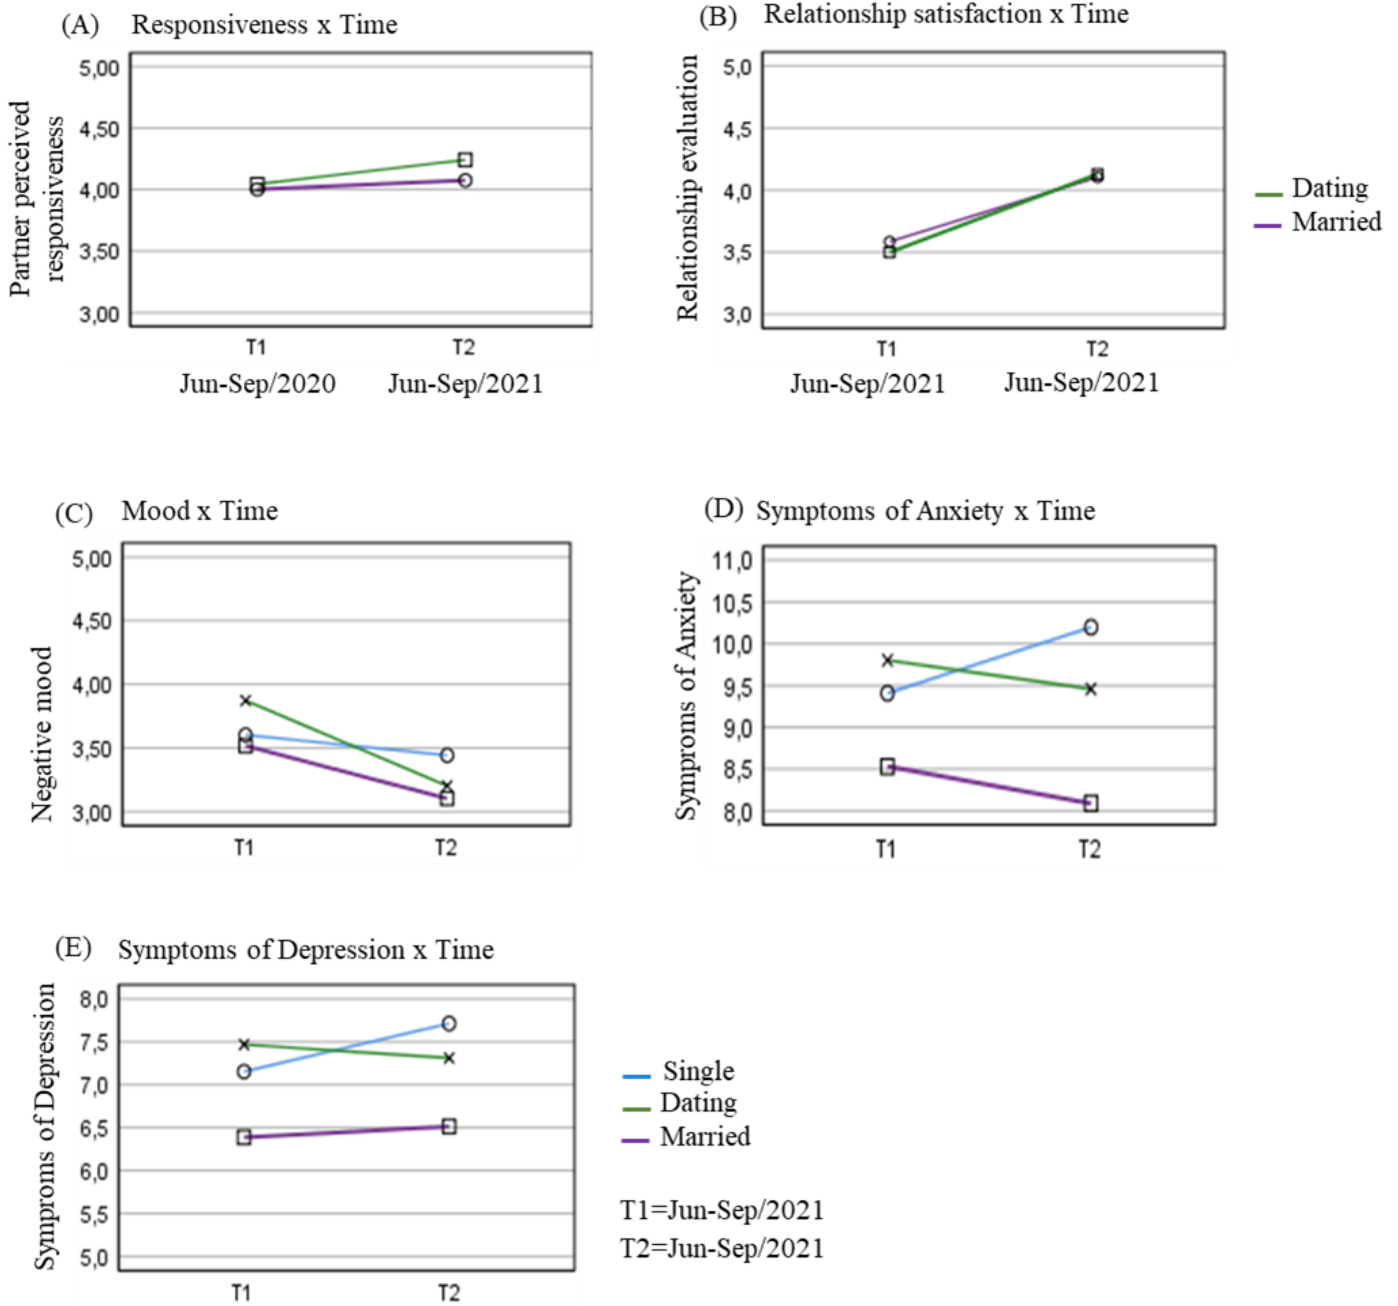 (A) Responsiveness x Time
Partner perceived
responsiveness
5,00
4,50
4,00
3,50
3,00
T1 T2
Jun-Sep/2020 Jun-Sep/2021
(B) Relationship satisfaction x Time
Relationship evaluation
5,0
4,5
4,0
3,5
3,0
T1 T2
Jun-Sep/2021 Jun-Sep/2021
Dating
Married
(C) Mood x Time
Negative mood
5,00
4,50
4,00
3,50
3,00
T1 T2
(D) Symptoms of Anxiety x Time
Symproms of Anxiety
11,0
10,5
10,0
9,5
9,0
8,5
8,0
T1 T2
(E) Symptoms of Depression x Time
Symproms of Depression
8,0
7,5
7,0
6,5
6,0
5,5
5,0
T1 T2
Single
Dating
Married
T1=Jun-Sep/2021
T2=Jun-Sep/2021